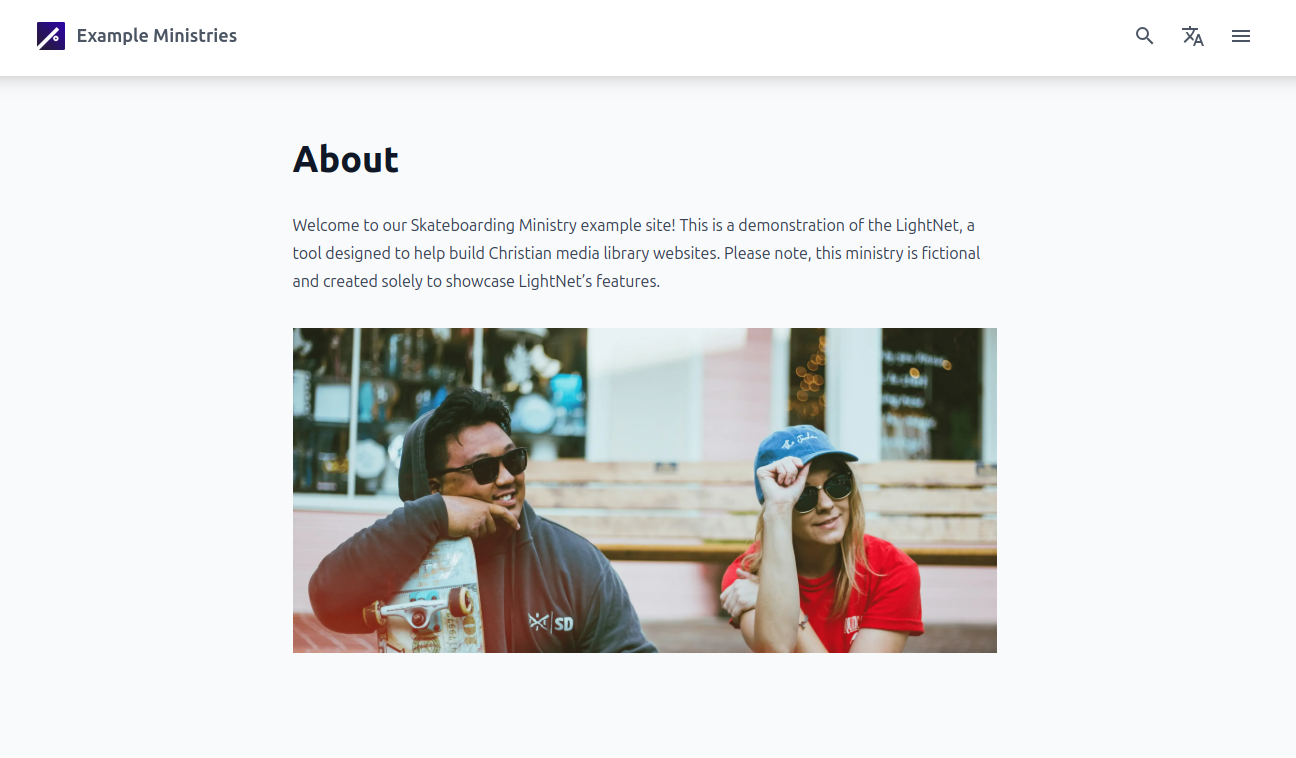 Example Ministries
About
Welcome to our Skateboarding Ministry example site! This is a demonstration of the LightNet, a
tool designed to help build Christian media library websites. Please note, this ministry is fictional
and created solely to showcase LightNet’s features.
SD